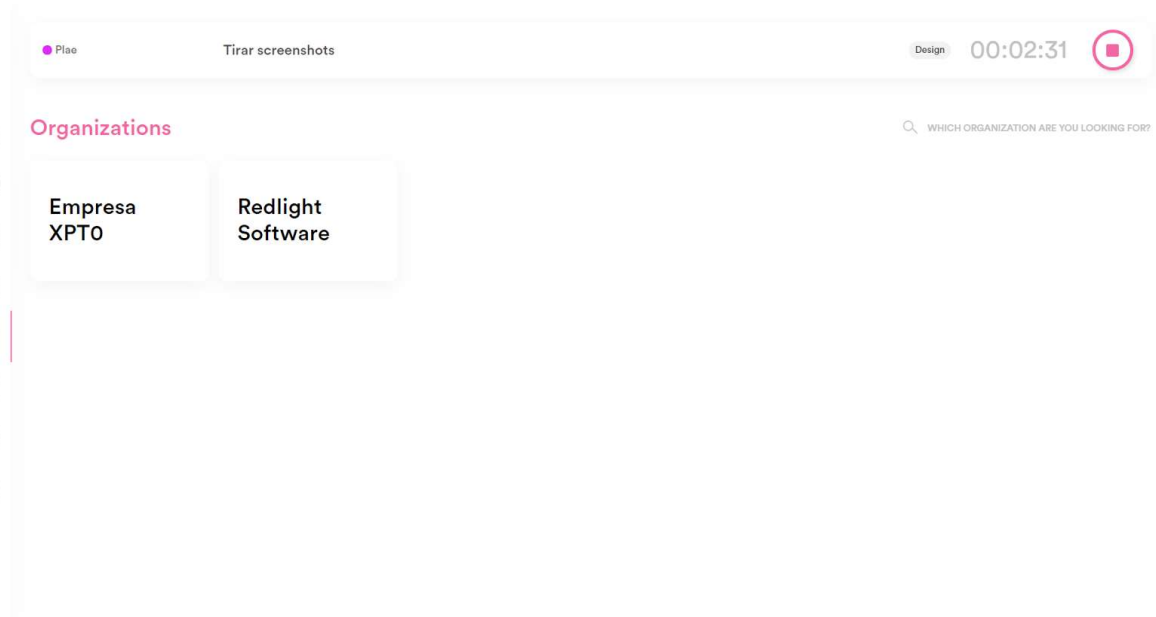 Plae
Tirar screenshots
Design
00:02:31
Organizations
WHICH ORGANIZATION ARE YOU LOOKING FOR?
Empresa
XPT0
Redlight
Software